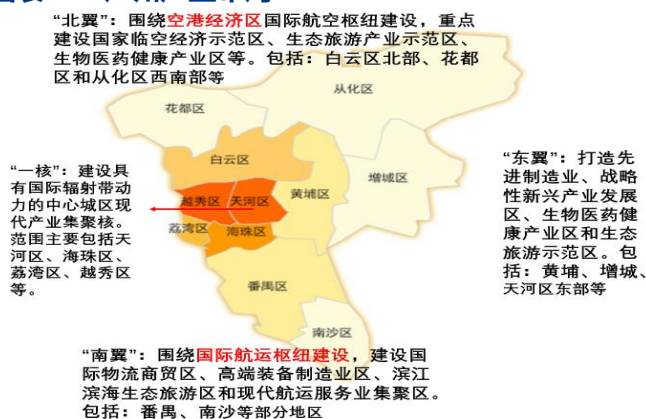 "北翼"：围绕空港经济区国际航空枢纽建设，重点
建设国家临空经济示范区、生态旅游产业示范区、
生物医药健康产业区等。包括：白云区北部、花都
区和从化区西南部等
从化区
花都区
白云区
增城区
黄埔区
越秀区
天河区
荔湾区
海珠区
番禺区
南沙区
"一核"：建设具
有国际辐射带动
力的中心城区现
代产业集聚核。
范围主要包括天
河区、海珠区、
荔湾区、越秀区
等。
"东翼"：打造先
进制造业、战略
性新兴产业发展
区、生物医药健
康产业区和生态
旅游示范区。包
括：黄埔、增城、
天河区东部等
"南翼"：围绕国际航运枢纽建设，建设国
际物流商贸区、高端装备制造业区、滨江
滨海生态旅游区和现代航运服务业集聚区。
包括：番禺、南沙等部分地区